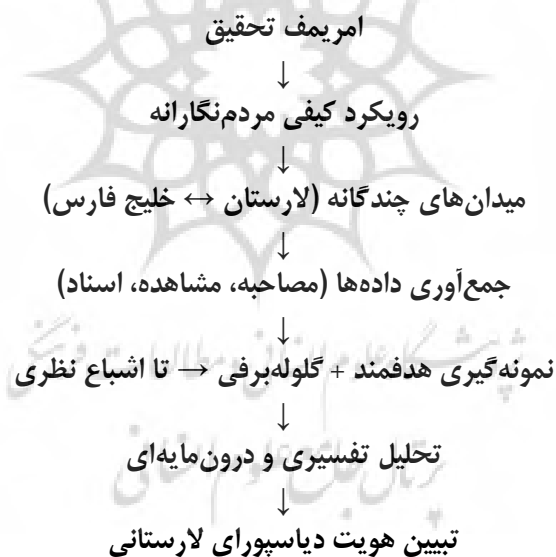 امریمف تحقیق
↓
رویکرد کیفی مردم‌نگارانه
↓
میدان‌های چندگانه (لارستان ↔ خلیج فارس)
↓
جمع‌آوری داده‌ها (مصاحبه، مشاهده، اسناد)
↓
نمونه‌گیری هدفمند + گلوله‌برفی → تا اشباع نظری
↓
تحلیل تفسیری و درون‌مایه‌ای
↓
تبیین هویت دیاسپورای لارستانی